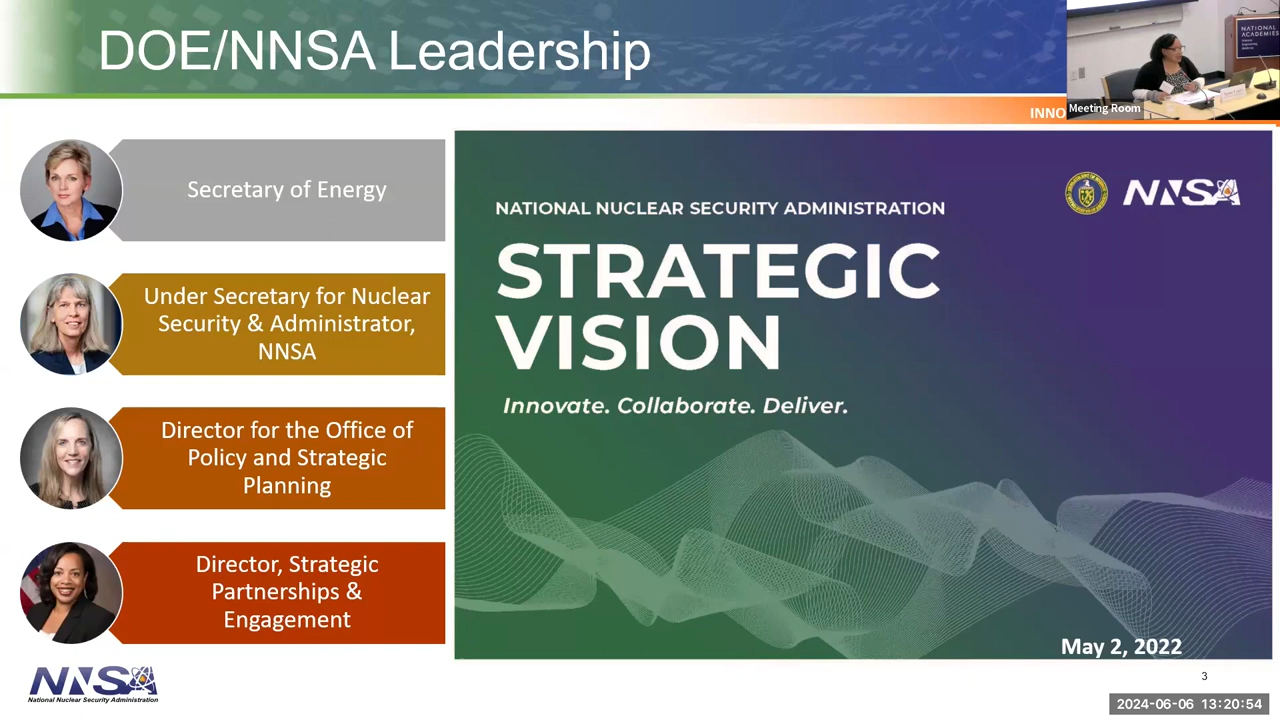 DOE/NNSA Leadership
INNO
Meeting Room
NATIONAL
ACADEMIES
Secretary of Energy
Under Secretary for Nuclear
Security & Administrator,
NNSA
Director for the Office of
Policy and Strategic
Planning
Director, Strategic
Partnerships &
Engagement
NNSA
NATIONAL NUCLEAR SECURITY ADMINISTRATION
STRATEGIC
VISION
Innovate. Collaborate. Deliver.
May 2, 2022
NNSA
National Nuclear Security Administration
3
2024-06-06 13:20:54